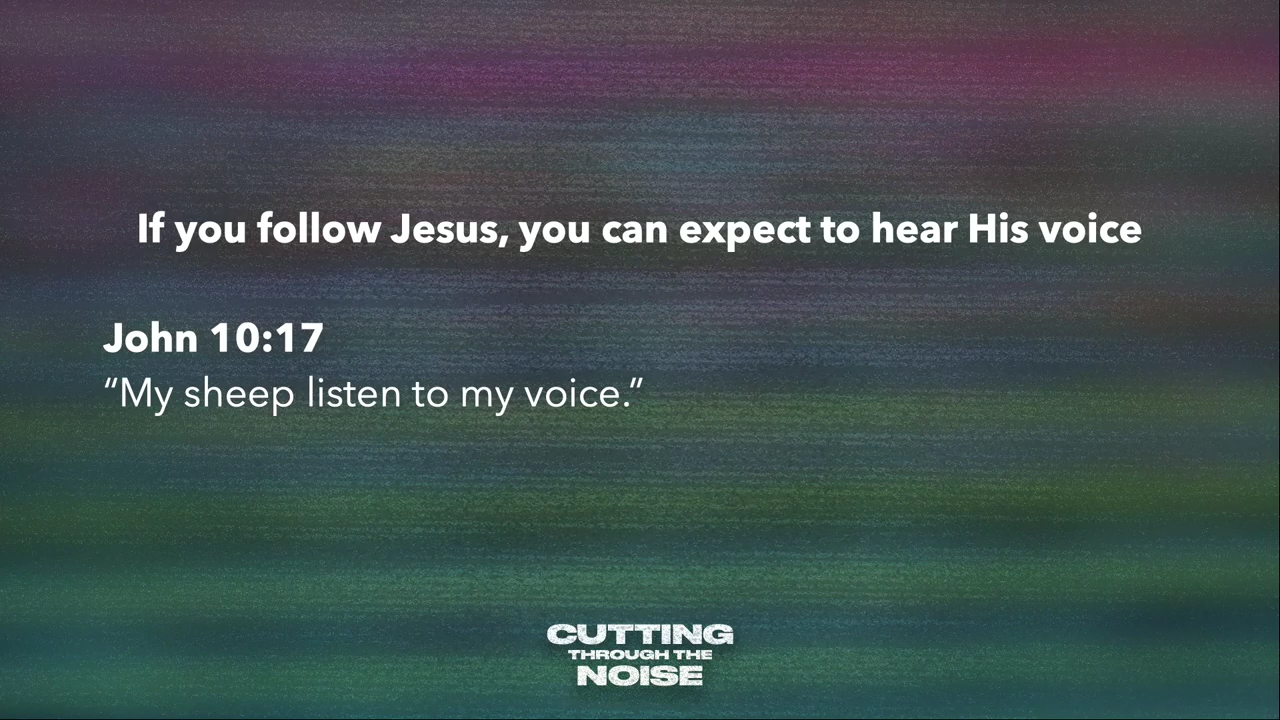 If you follow Jesus, you can expect to hear His voice
John 10:17
“My sheep listen to my voice.”
CUTTING
THROUGH THE
NOISE